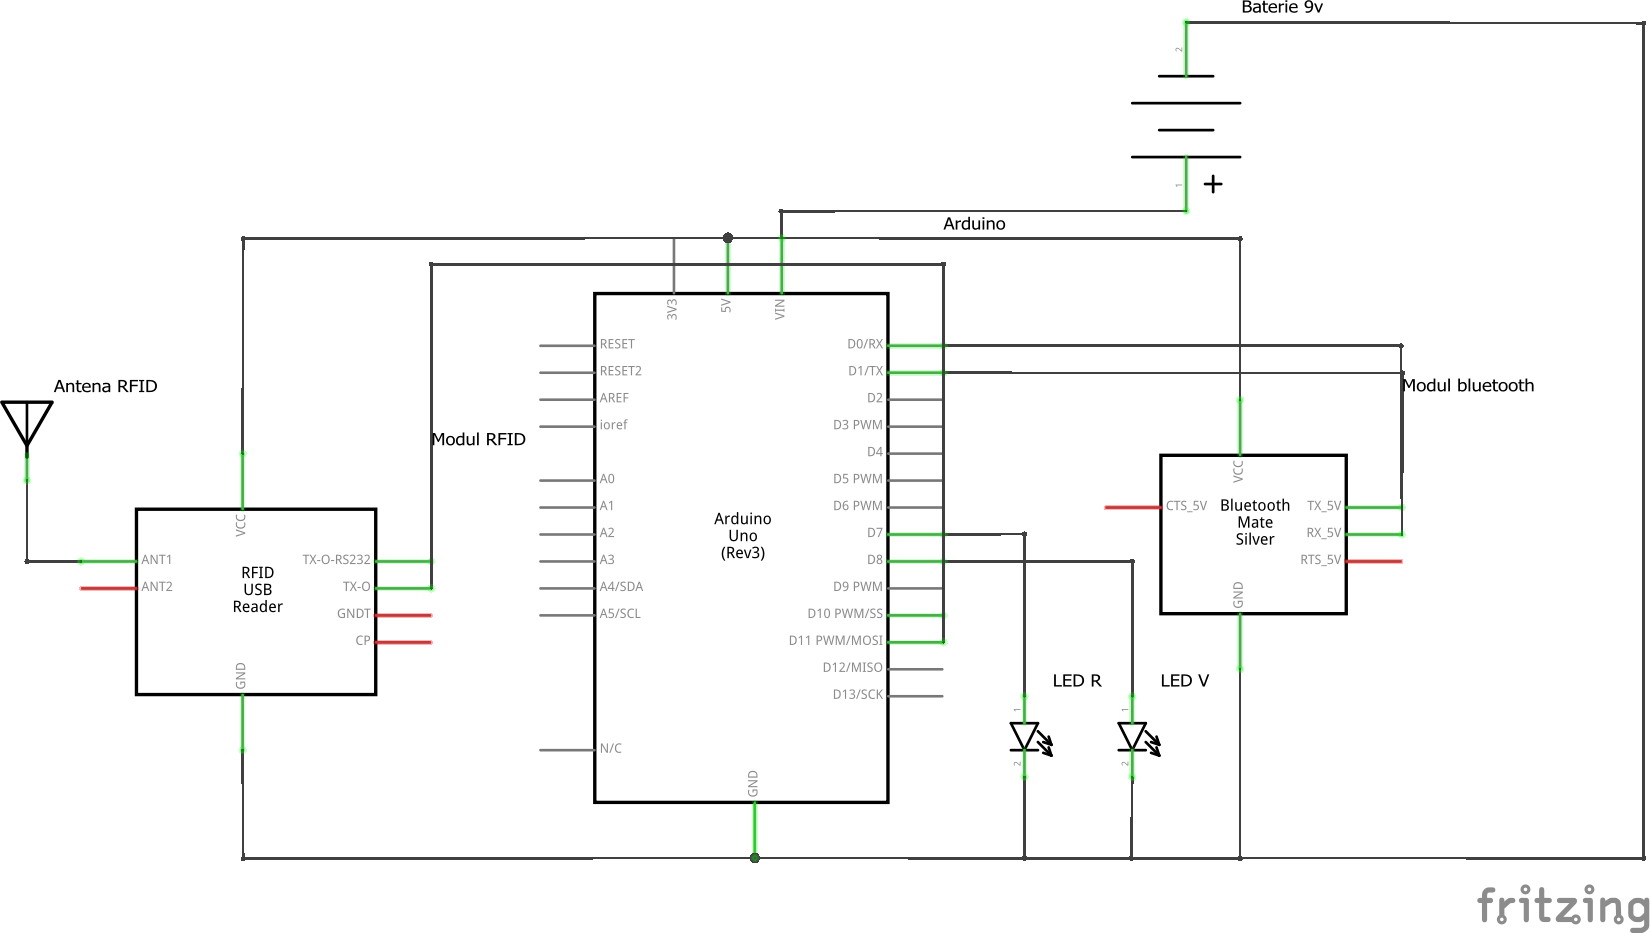 Baterie 9v
2
1
+
Arduino
3V3
5V
VIN
RESET
RESET2
AREF
ioref
A0
A1
A2
A3
A4/SDA
A5/SCL
N/C
Arduino
Uno
(Rev3)
GND
D0/RX
D1/TX
D2
D3 PWM
D4
D5 PWM
D6 PWM
D7
D8
D9 PWM
D10 PWM/SS
D11 PWM/MOSI
D12/MISO
D13/SCK
Antena RFID
Modul RFID
VCC
ANT1
ANT2
RFID
USB
Reader
TX-O-RS232
TX-O
GNDT
CP
GND
Modul bluetooth
VCC
CTS_5V
Bluetooth
Mate
Silver
TX_5V
RX_5V
RTS_5V
GND
LED R
1
2
LED V
1
2
fritzing